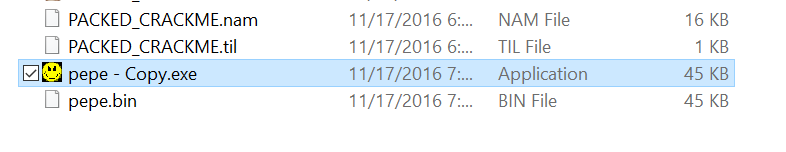 PACKED_CRACKME.nam 11/17/2016 6:... NAM File 16 KB
PACKED_CRACKME.til 11/17/2016 6:... TIL File 1 KB
pepe - Copy.exe 11/17/2016 7:... Application 45 KB
pepe.bin 11/17/2016 7:... BIN File 45 KB